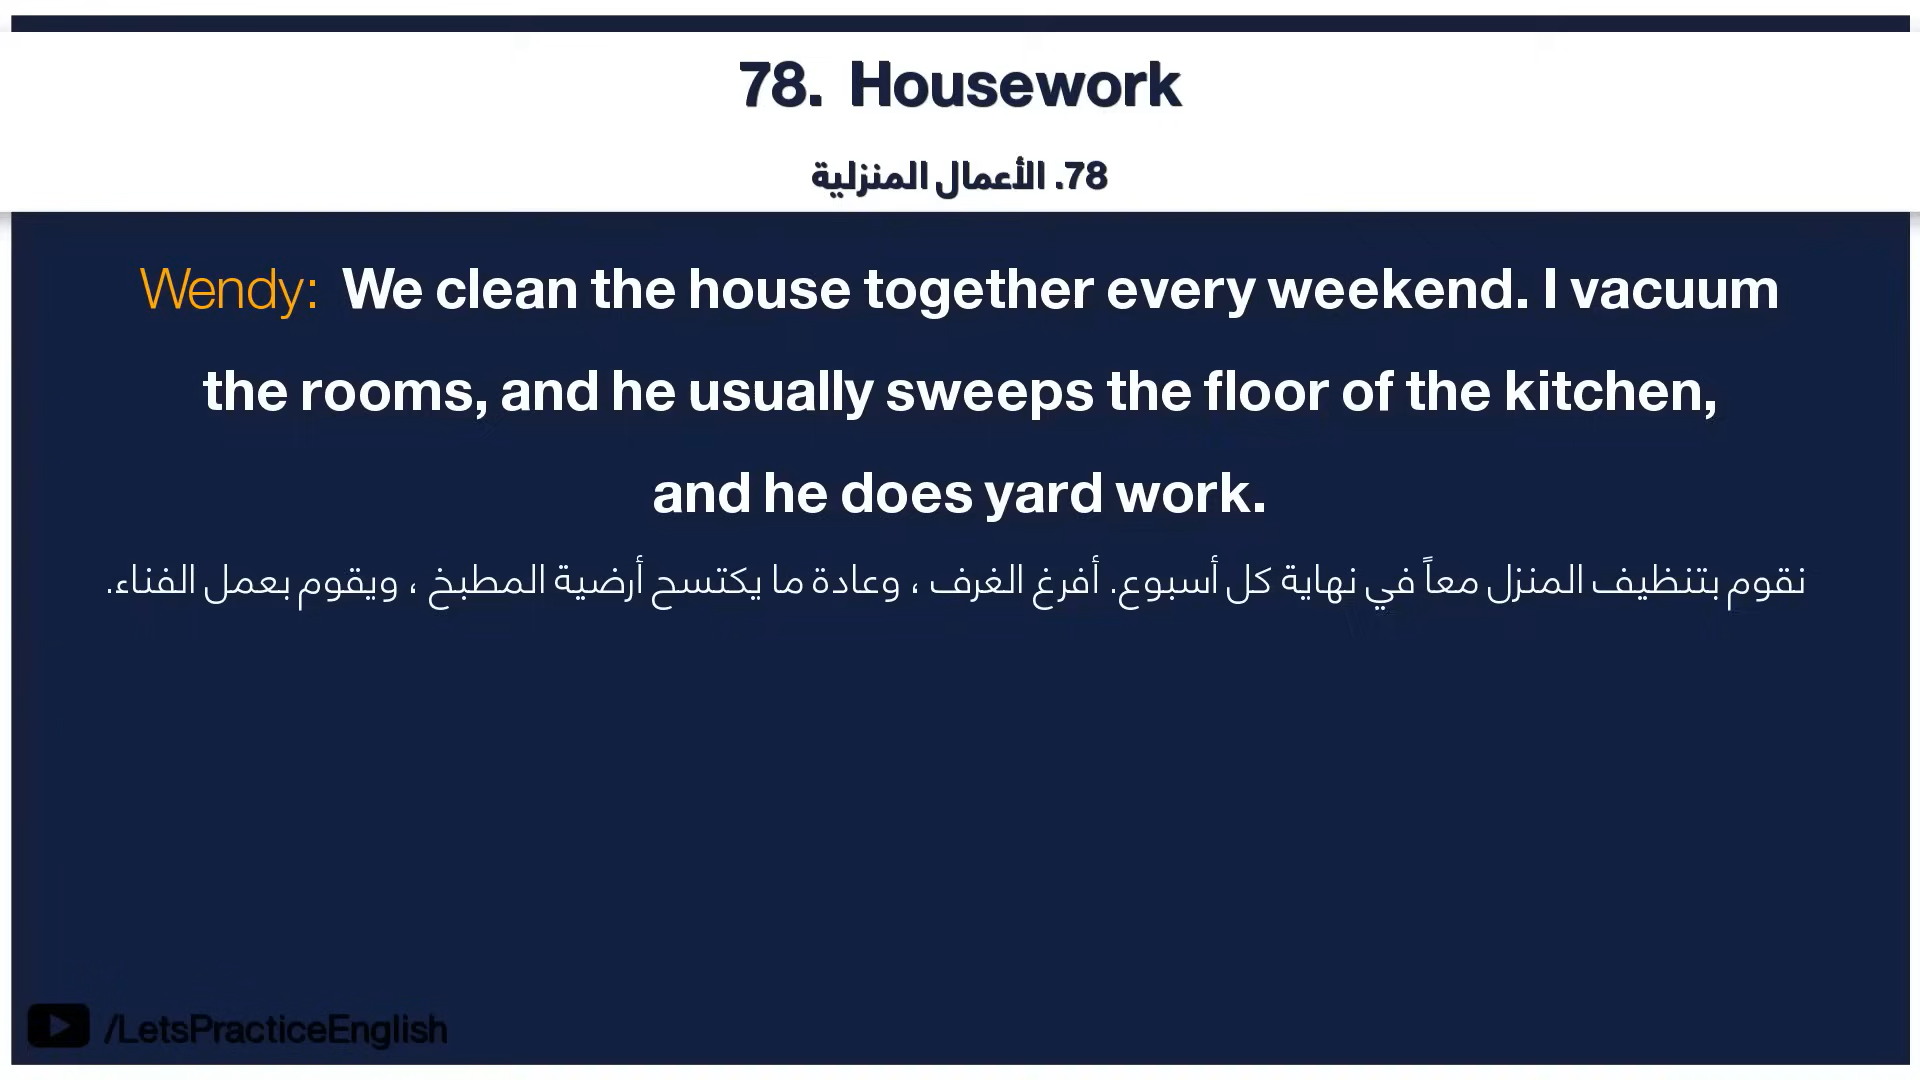 78. Housework
78. الأعمال المنزلية
Wendy: We clean the house together every weekend. I vacuum
the rooms, and he usually sweeps the floor of the kitchen,
and he does yard work.
نقوم بتنظيف المنزل معاً في نهاية كل أسبوع. أفرغ الغرف ، وعادة ما يكتسح أرضية المطبخ ، ويقوم بعمل الفناء.
/LetsPracticeEnglish